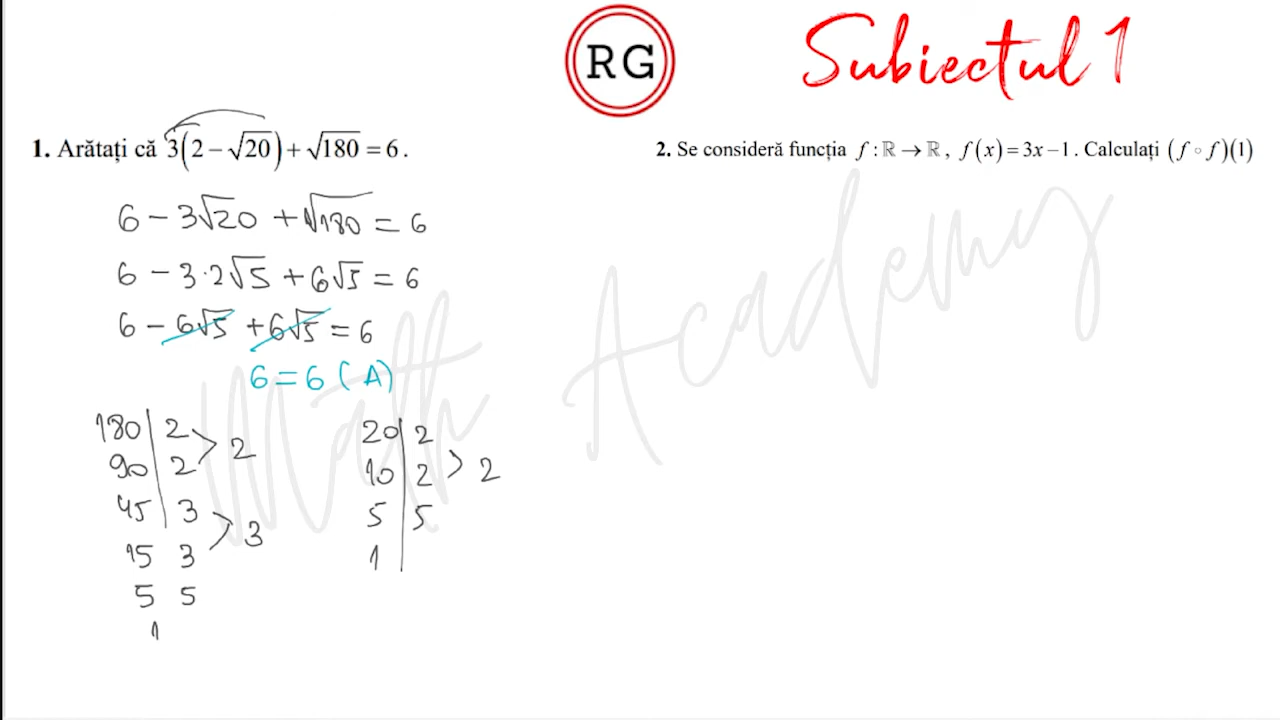 RG
Subiectul 1
1. Arătați că 3(2 − √20) + √180 = 6.
6 − 3√20 + √180 = 6
6 − 3·2√5 + 6√5 = 6
6 − 6√5 + 6√5 = 6
6 = 6 (A)
180 | 2
90 | 2 > 2
45 | 3
15 3 > 3
5 5
1
20 | 2
10 | 2 > 2
5 | 5
1 |
2. Se consideră funcția f : ℝ → ℝ, f(x) = 3x − 1. Calculați (f ∘ f)(1)
Math Academy